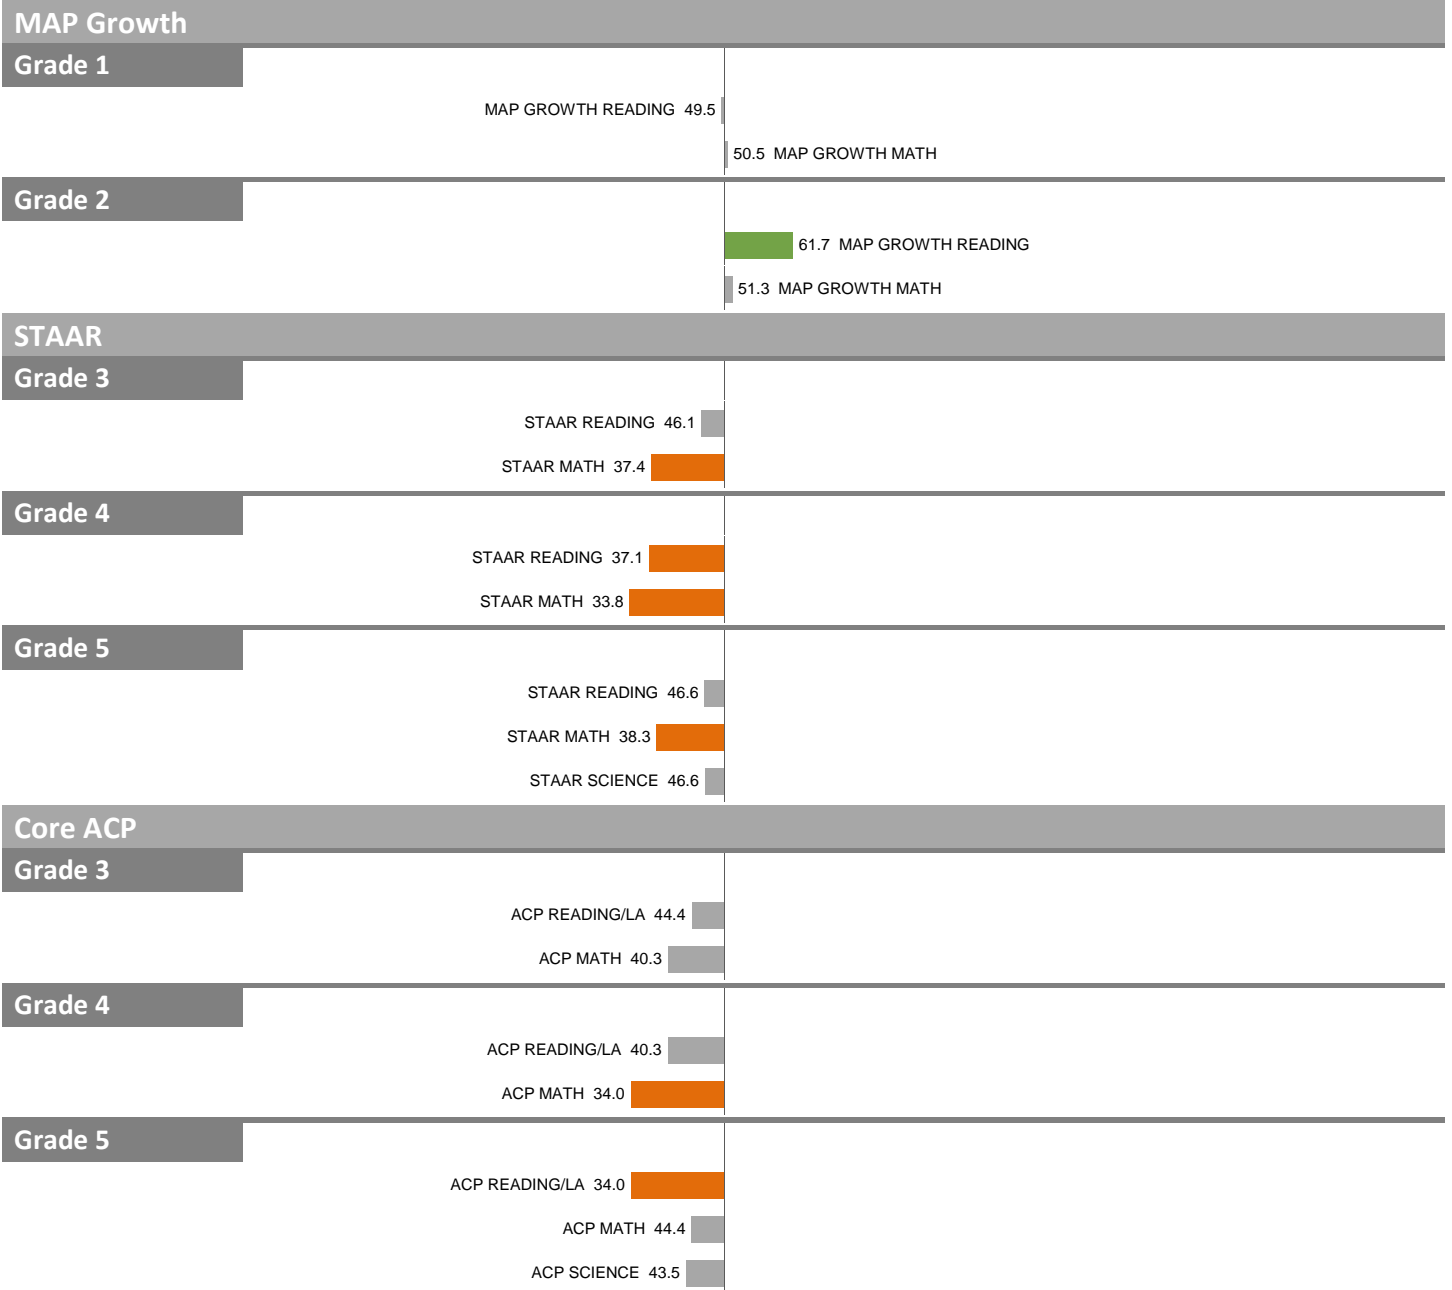 MAP Growth
Grade 1
MAP GROWTH READING 49.5
50.5 MAP GROWTH MATH
Grade 2
61.7 MAP GROWTH READING
51.3 MAP GROWTH MATH
STAAR
Grade 3
STAAR READING 46.1
STAAR MATH 37.4
Grade 4
STAAR READING 37.1
STAAR MATH 33.8
Grade 5
STAAR READING 46.6
STAAR MATH 38.3
STAAR SCIENCE 46.6
Core ACP
Grade 3
ACP READING/LA 44.4
ACP MATH 40.3
Grade 4
ACP READING/LA 40.3
ACP MATH 34.0
Grade 5
ACP READING/LA 34.0
ACP MATH 44.4
ACP SCIENCE 43.5